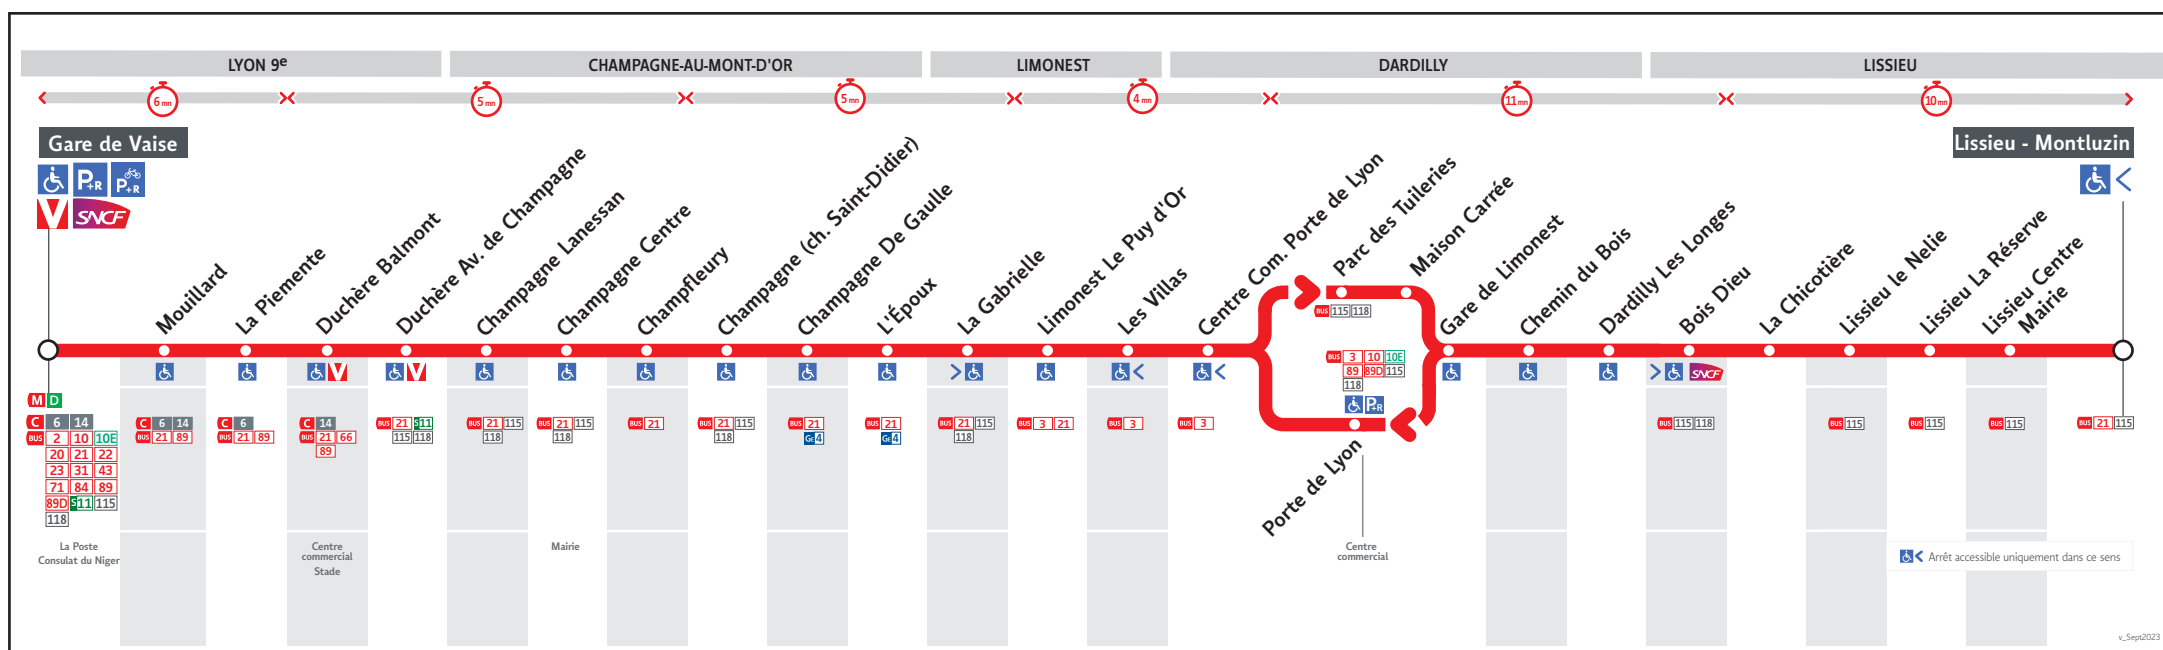 LYON 9e
CHAMPAGNE-AU-MONT-D'OR
LIMONEST
DARDILLY
LISSIEU
6 mn
5 mn
5 mn
4 mn
11 mn
10 mn
Gare de Vaise
Lissieu - Montluzin
P+R
P+R
V
SNCF
Mouillard
La Piemente
Duchère Balmont
Duchère Av. de Champagne
Champagne Lanessan
Champagne Centre
Champfleury
Champagne (ch. Saint-Didier)
Champagne De Gaulle
L'Époux
La Gabrielle
Limonest Le Puy d'Or
Les Villas
Centre Com. Porte de Lyon
Parc des Tuileries
Maison Carrée
Porte de Lyon
Gare de Limonest
Chemin du Bois
Dardilly Les Longes
Bois Dieu
La Chicotière
Lissieu le Nelie
Lissieu La Réserve
Lissieu Centre
Mairie
V
V
SNCF
M D
C 6 14
BUS 2 10 10E
20 21 22
23 31 43
71 84 89
89D S11 115
118
C 6 14
BUS 21 89
C 6
BUS 21 89
C 14
BUS 21 66
89
BUS 21 S11
115 118
BUS 21 115
118
BUS 21 115
118
BUS 21
BUS 21 115
118
BUS 21
GE 4
BUS 21
GE 4
BUS 21 115
118
BUS 3 21
BUS 3
BUS 3
BUS 115 118
BUS 3 10 10E
89 89D 115
118
P+R
BUS 115 118
BUS 115
BUS 115
BUS 115
BUS 21 115
La Poste
Consulat du Niger
Centre
commercial
Stade
Mairie
Centre
commercial
Arrêt accessible uniquement dans ce sens
v_Sept2023